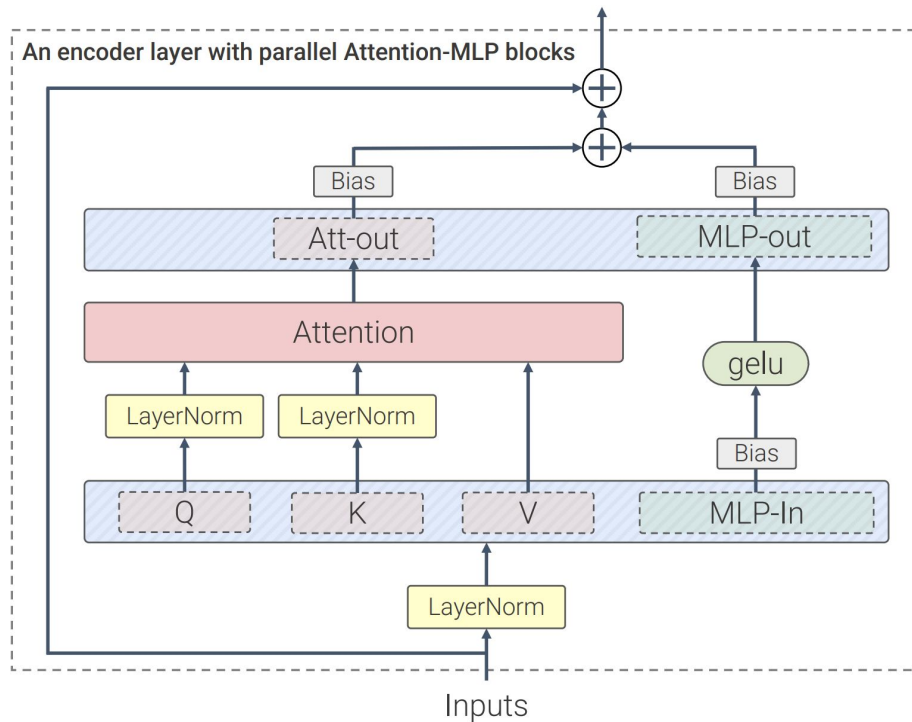 An encoder layer with parallel Attention-MLP blocks
Bias
Bias
Att-out
MLP-out
Attention
gelu
LayerNorm
LayerNorm
Bias
Q
K
V
MLP-In
LayerNorm
Inputs